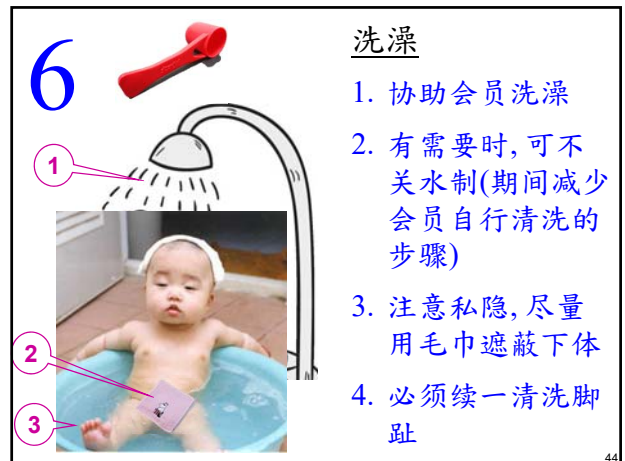 6
洗澡
1. 协助会员洗澡
2. 有需要时, 可不
关水制(期间减少
会员自行清洗的
步骤)
3. 注意私隐, 尽量
用毛巾遮蔽下体
4. 必须续一清洗脚
趾
1
2
3
44